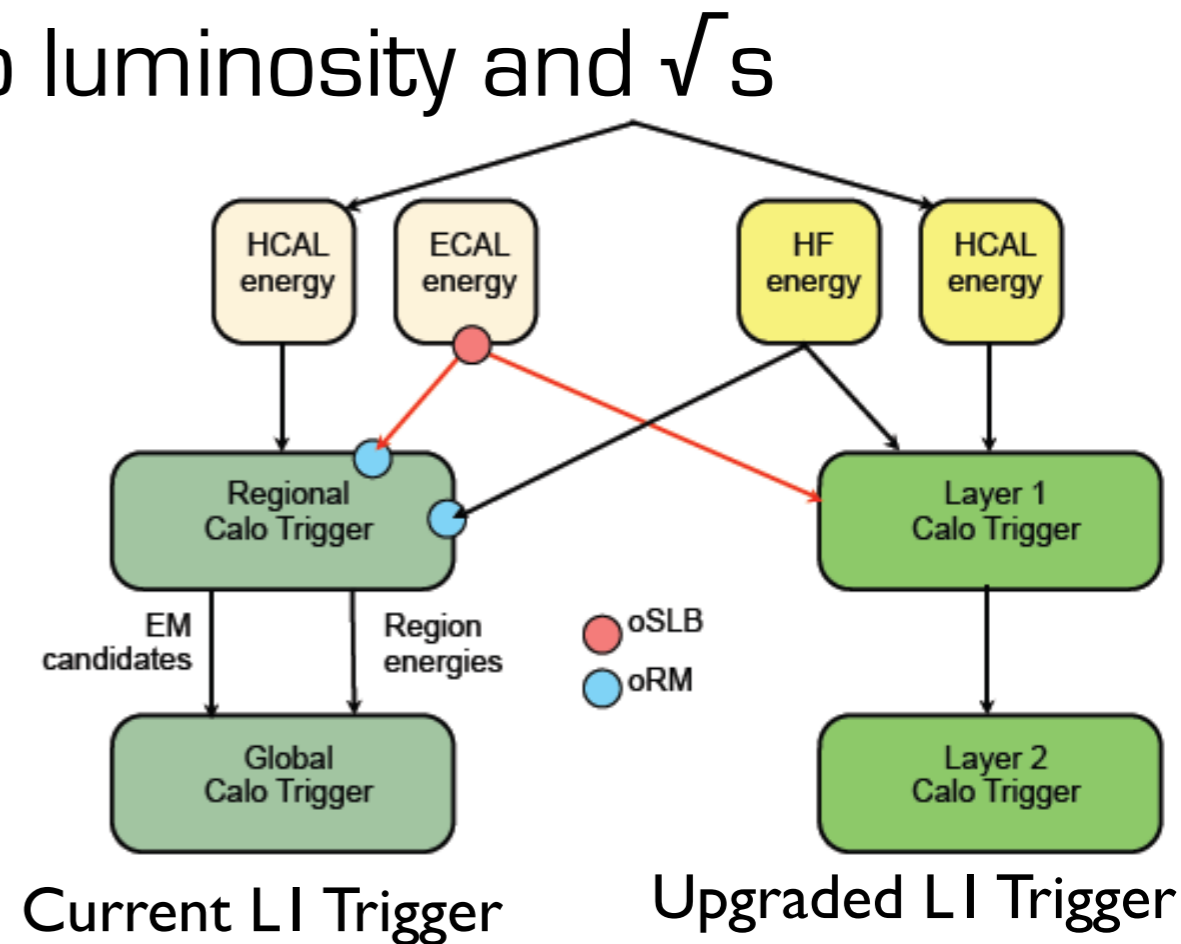 luminosity and √s
HCAL
energy
ECAL
energy
HF
energy
HCAL
energy
Regional
Calo Trigger
Layer 1
Calo Trigger
EM
candidates
Region
energies
oSLB
oRM
Global
Calo Trigger
Layer 2
Calo Trigger
Current L1 Trigger
Upgraded L1 Trigger